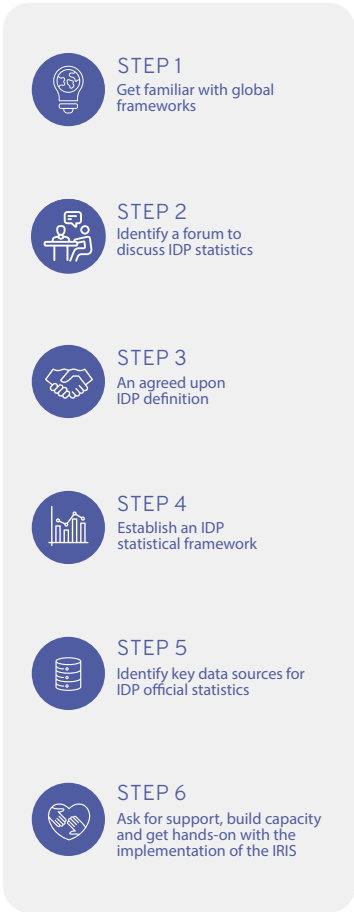 STEP 1
Get familiar with global
frameworks
STEP 2
Identify a forum to
discuss IDP statistics
STEP 3
An agreed upon
IDP definition
STEP 4
Establish an IDP
statistical framework
STEP 5
Identify key data sources for
IDP official statistics
STEP 6
Ask for support, build capacity
and get hands-on with the
implementation of the IRIS